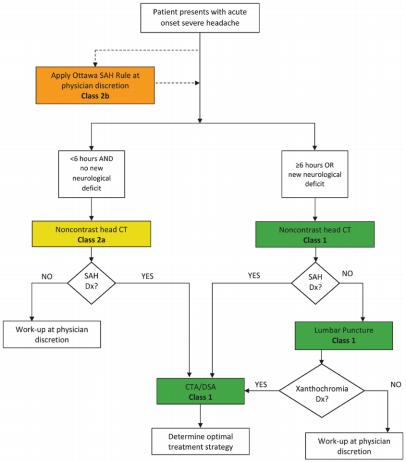 Patient presents with acute
onset severe headache
Apply Ottawa SAH Rule at
physician discretion
Class 2b
<6 hours AND
no new
neurological
deficit
≥6 hours OR
new neurological
deficit
Noncontrast head CT
Class 2a
Noncontrast head CT
Class 1
NO
SAH
Dx?
YES
YES
SAH
Dx?
NO
Work-up at physician
discretion
Lumbar Puncture
Class 1
CTA/DSA
Class 1
YES
Xanthochromia
Dx?
NO
Determine optimal
treatment strategy
Work-up at physician
discretion